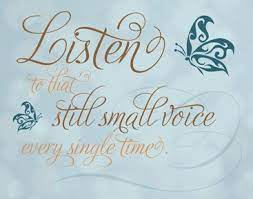 Listen
to that
still small voice
every single time.